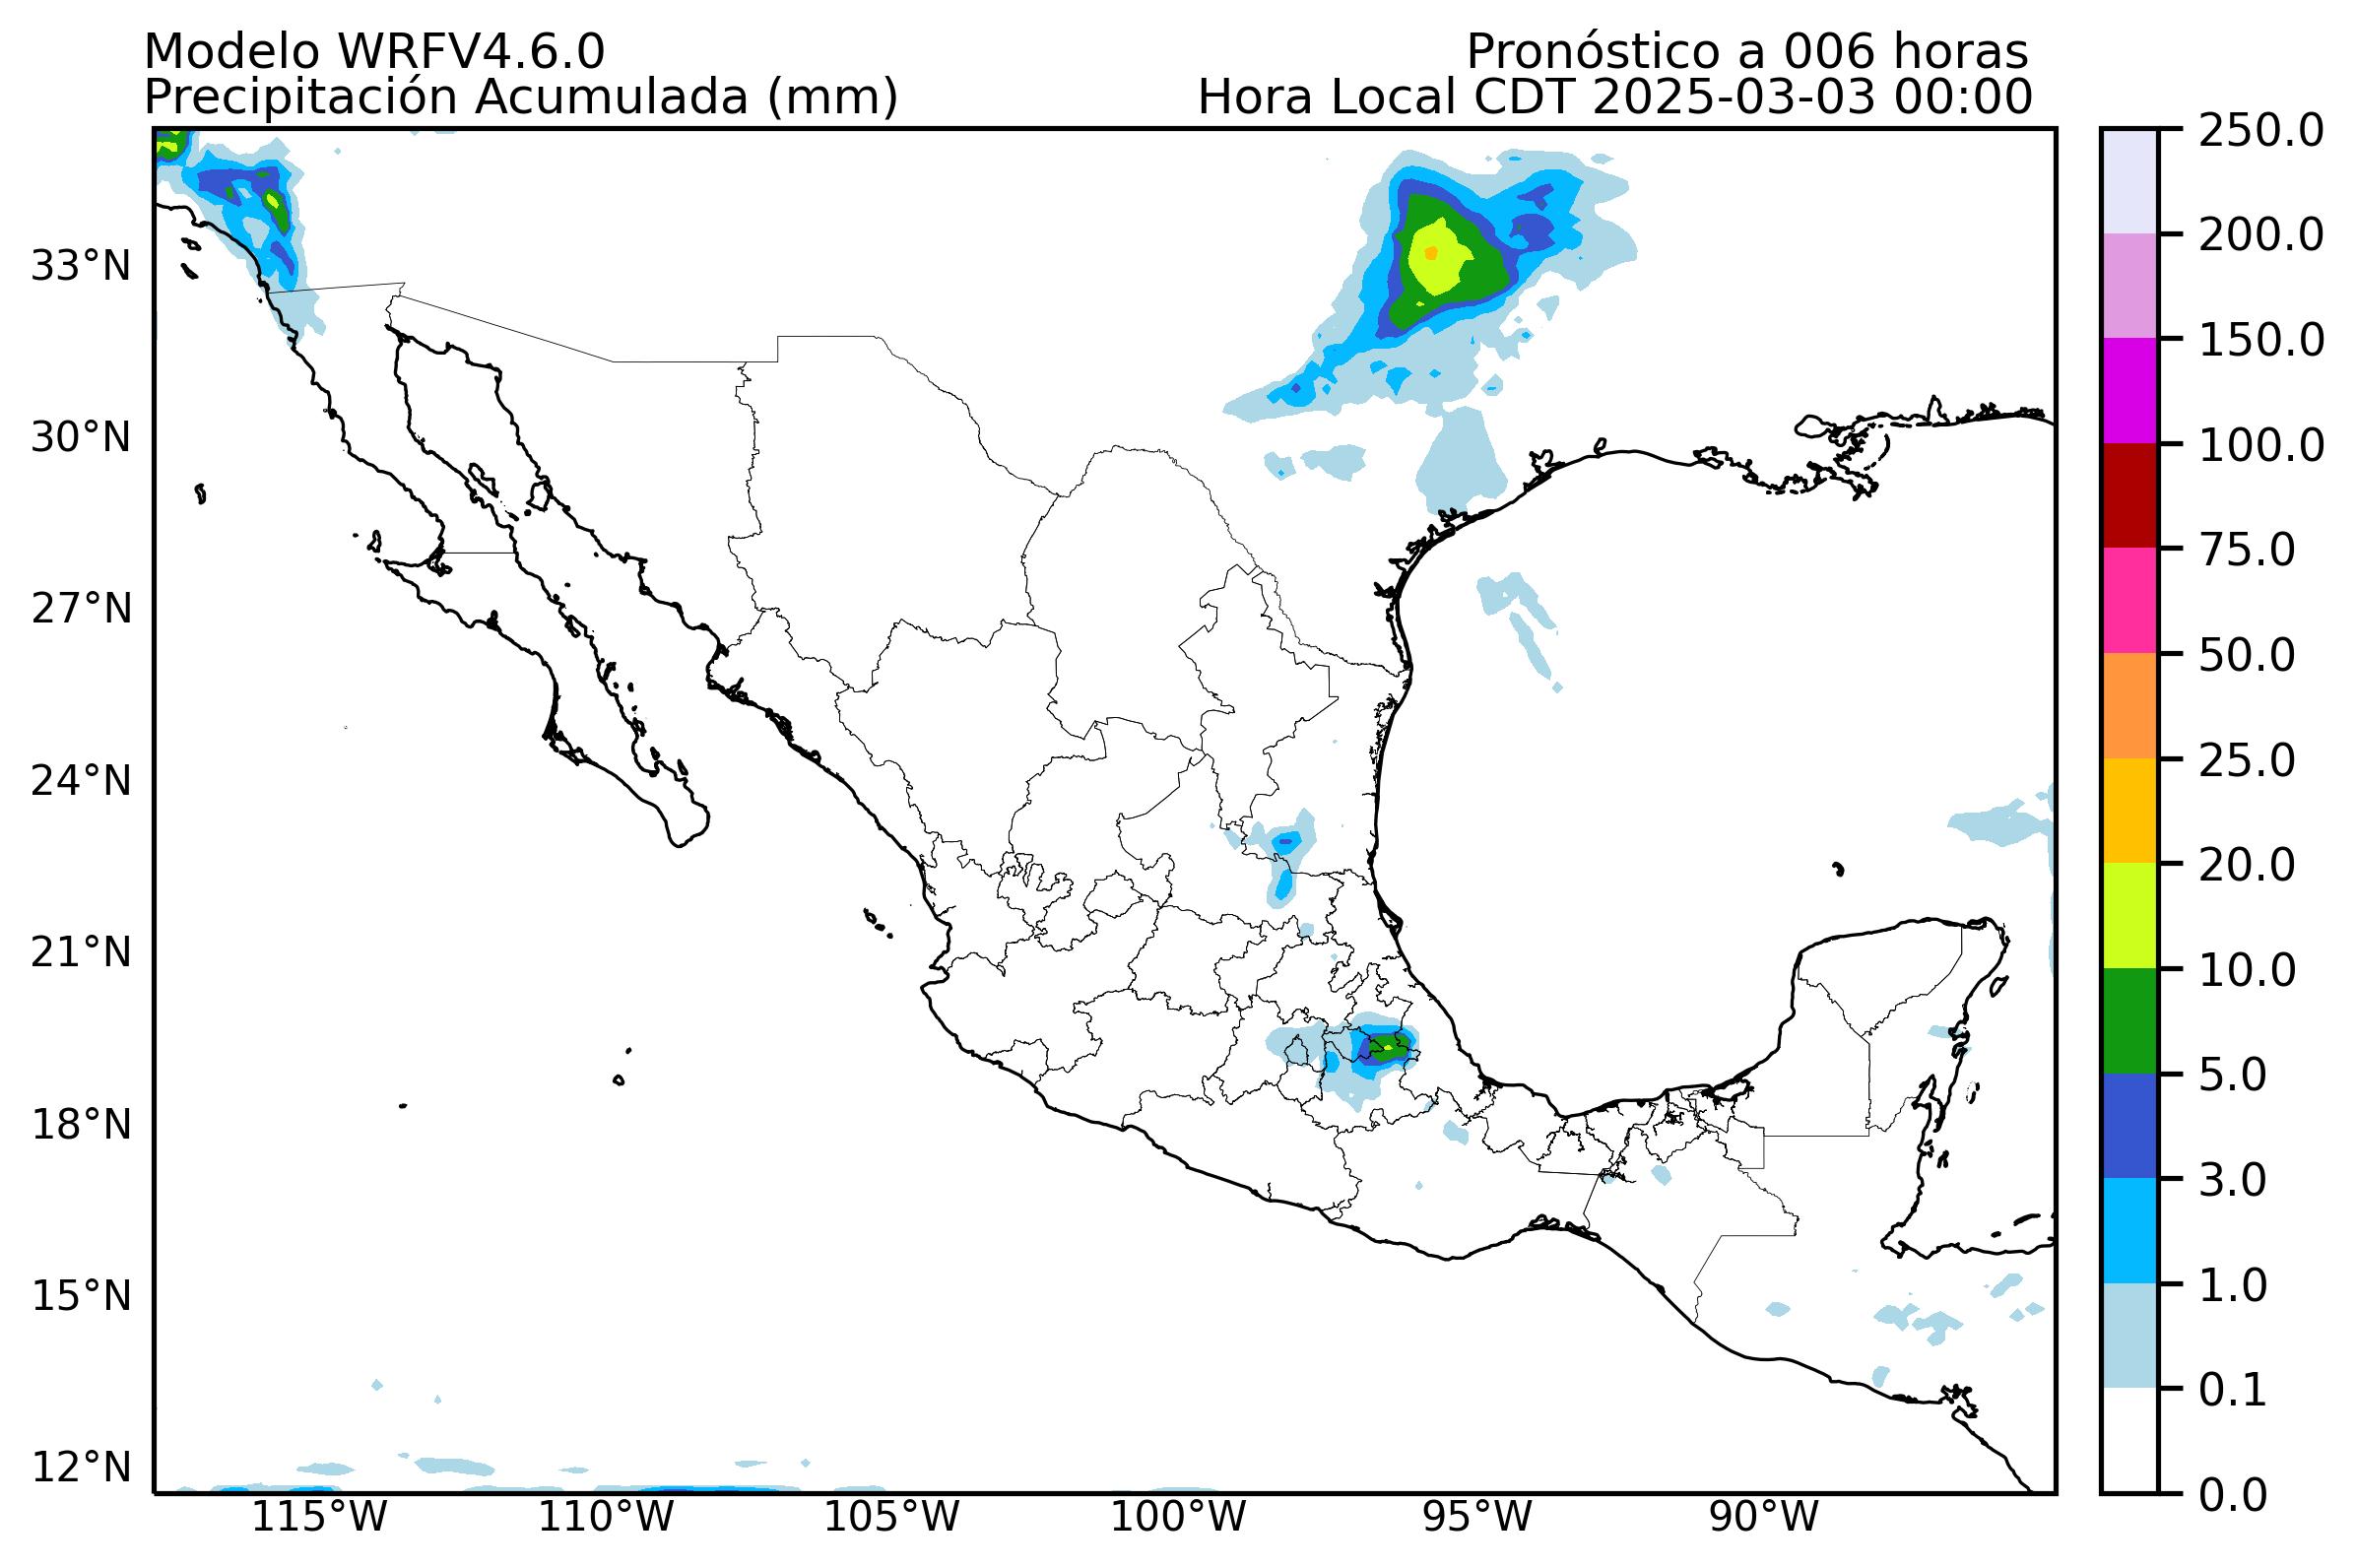 Modelo WRFV4.6.0
Pronóstico a 006 horas
Precipitación Acumulada (mm)
Hora Local CDT 2025-03-03 00:00
33°N
30°N
27°N
24°N
21°N
18°N
15°N
12°N
115°W
110°W
105°W
100°W
95°W
90°W
250.0
200.0
150.0
100.0
75.0
50.0
25.0
20.0
10.0
5.0
3.0
1.0
0.1
0.0